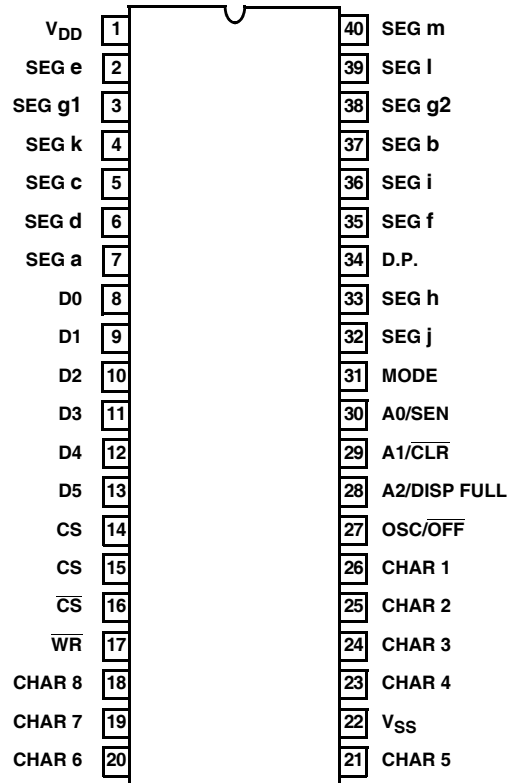 V_DD 1 40 SEG m
SEG e 2 39 SEG l
SEG g1 3 38 SEG g2
SEG k 4 37 SEG b
SEG c 5 36 SEG i
SEG d 6 35 SEG f
SEG a 7 34 D.P.
D0 8 33 SEG h
D1 9 32 SEG j
D2 10 31 MODE
D3 11 30 A0/SEN
D4 12 29 A1/C̅L̅R̅
D5 13 28 A2/DISP FULL
CS 14 27 OSC/O̅F̅F̅
CS 15 26 CHAR 1
C̅S̅ 16 25 CHAR 2
W̅R̅ 17 24 CHAR 3
CHAR 8 18 23 CHAR 4
CHAR 7 19 22 V_SS
CHAR 6 20 21 CHAR 5